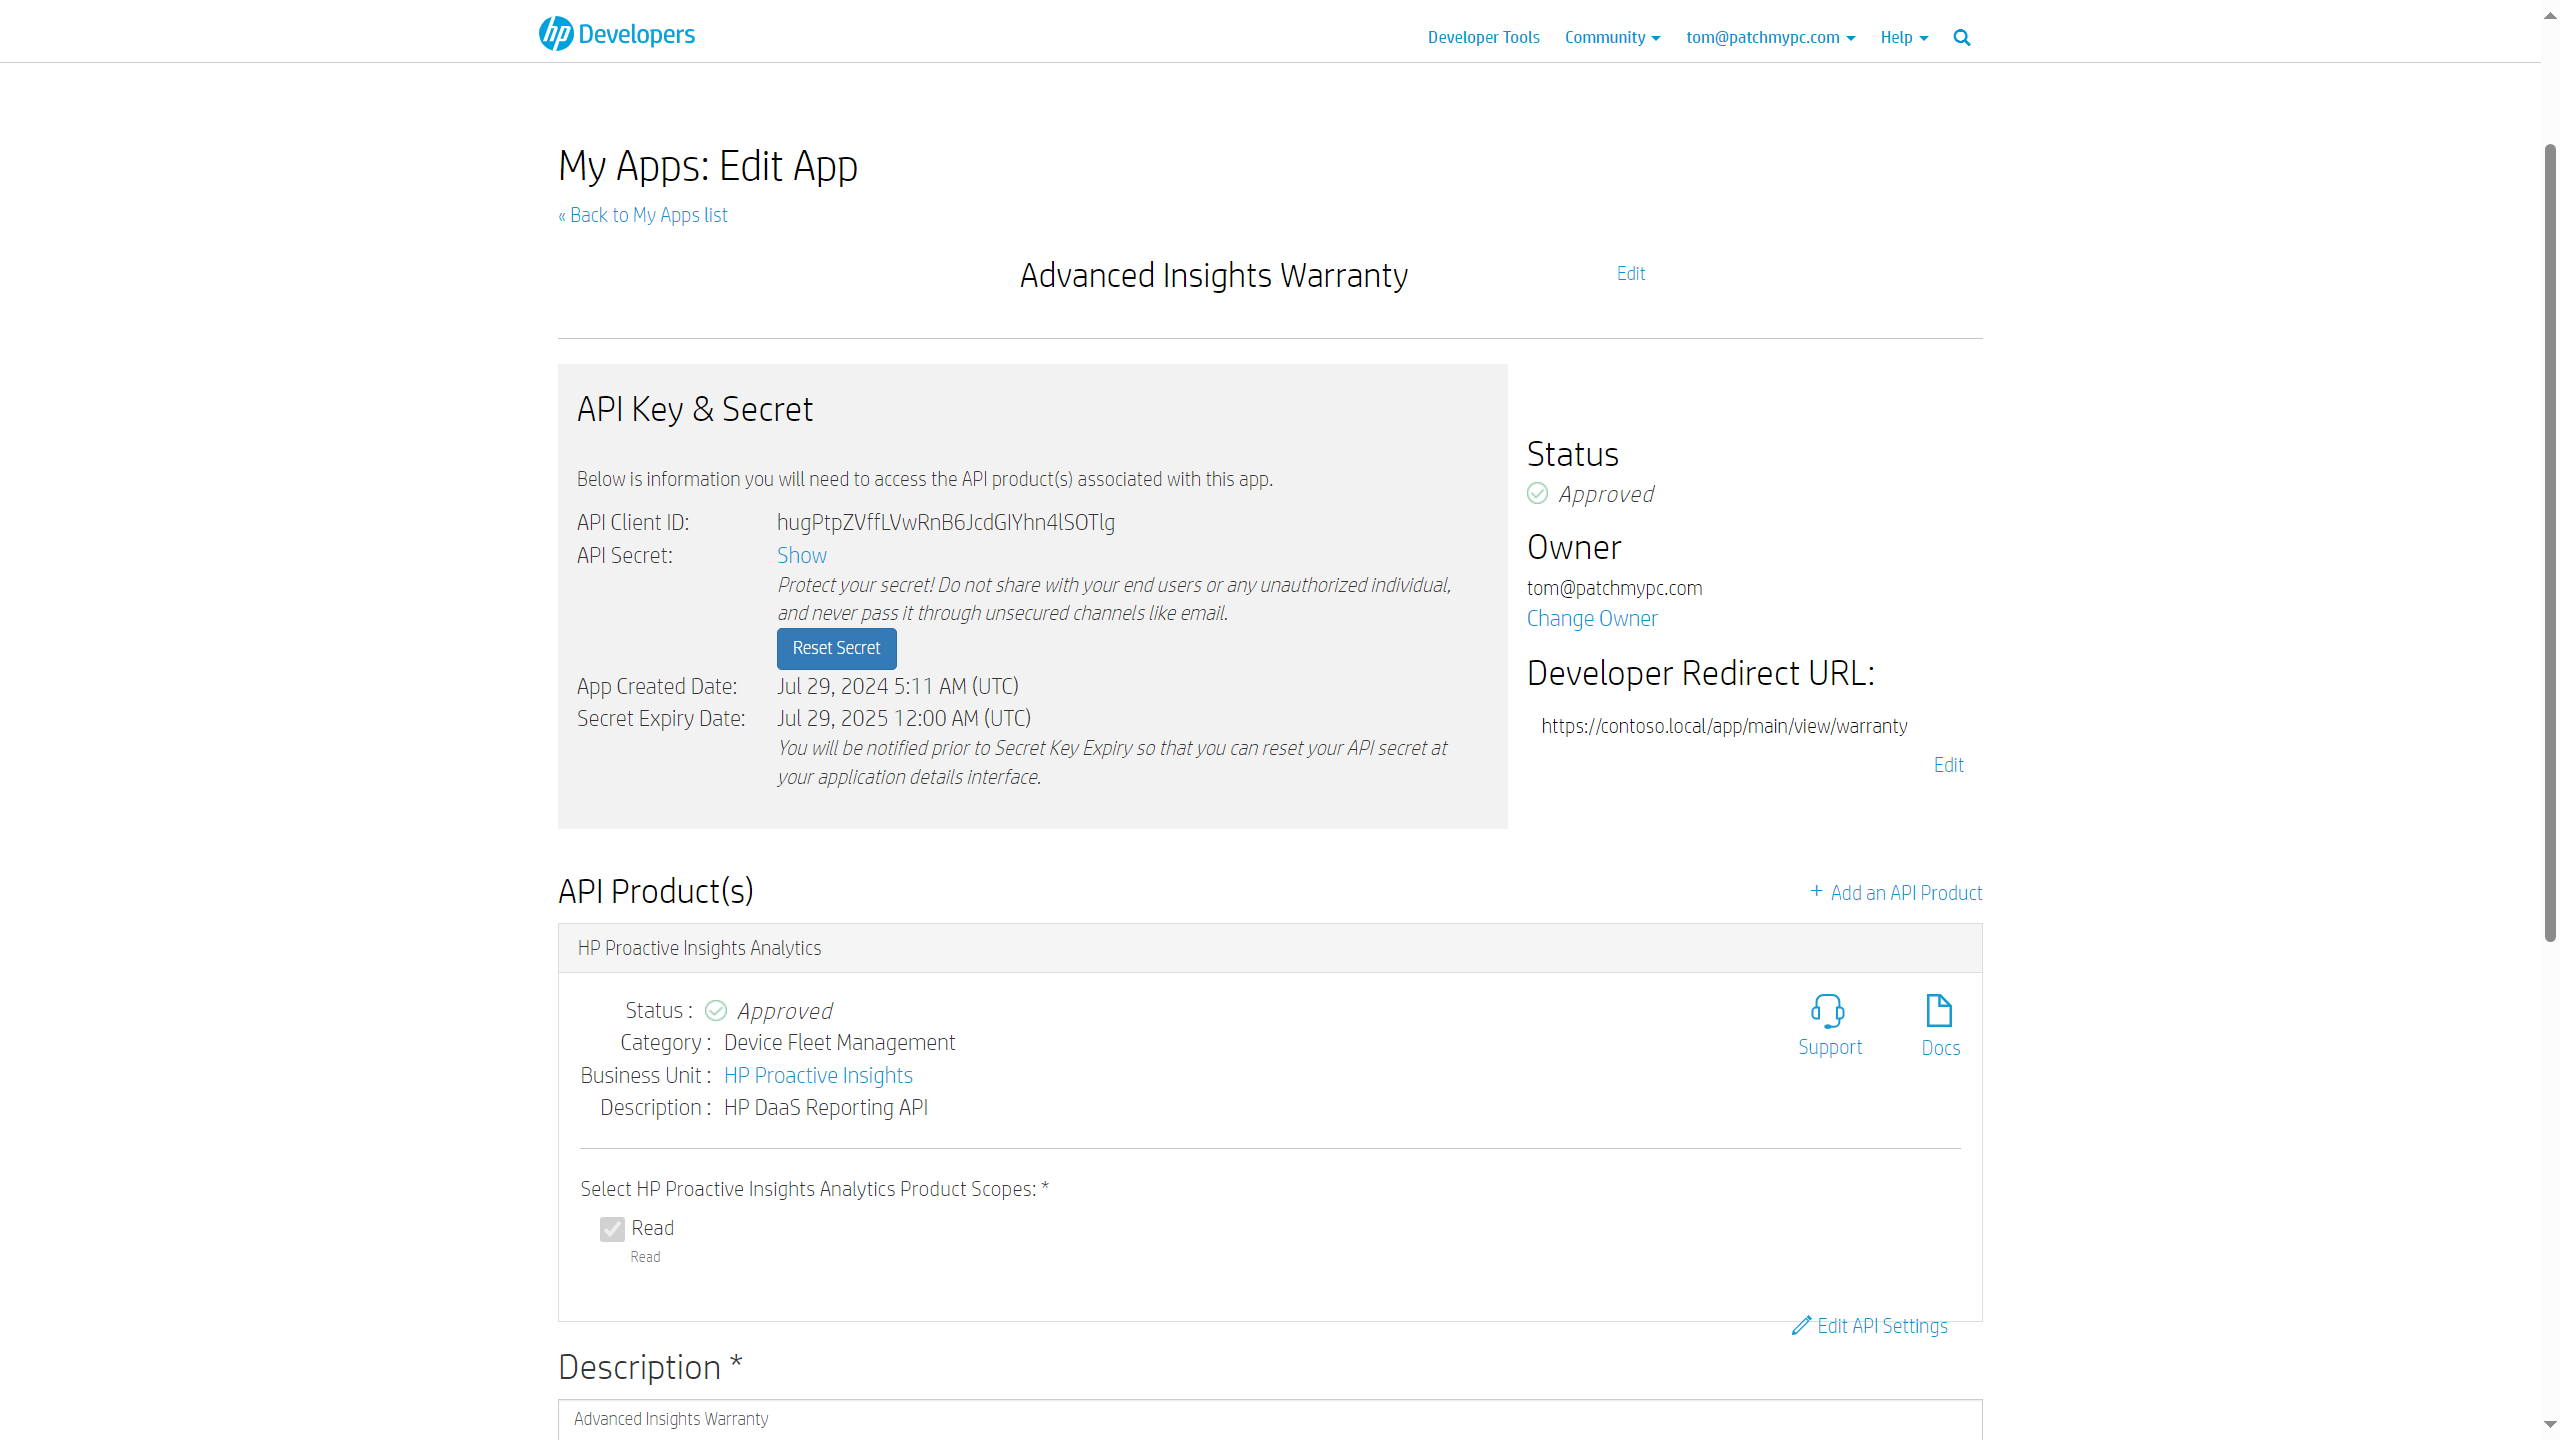 hp Developers
Developer Tools Community tom@patchmypc.com Help
My Apps: Edit App
« Back to My Apps list
Advanced Insights Warranty Edit
API Key & Secret
Below is information you will need to access the API product(s) associated with this app.
API Client ID: hugPtpZVffLVwRnB6JcdGIYhn4lSOTlg
API Secret: Show
Protect your secret! Do not share with your end users or any unauthorized individual,
and never pass it through unsecured channels like email.
Reset Secret
App Created Date: Jul 29, 2024 5:11 AM (UTC)
Secret Expiry Date: Jul 29, 2025 12:00 AM (UTC)
You will be notified prior to Secret Key Expiry so that you can reset your API secret at
your application details interface.
Status
Approved
Owner
tom@patchmypc.com
Change Owner
Developer Redirect URL:
https://contoso.local/app/main/view/warranty
Edit
API Product(s)
+ Add an API Product
HP Proactive Insights Analytics
Status : Approved
Category : Device Fleet Management
Business Unit : HP Proactive Insights
Description : HP DaaS Reporting API
Support
Docs
Select HP Proactive Insights Analytics Product Scopes: *
Read
Read
Edit API Settings
Description *
Advanced Insights Warranty